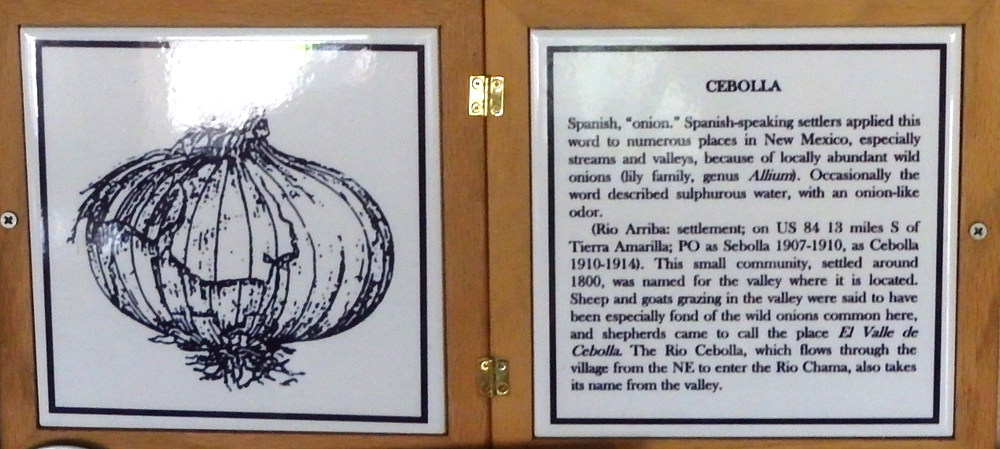 CEBOLLA
Spanish, "onion." Spanish-speaking settlers applied this
word to numerous places in New Mexico, especially
streams and valleys, because of locally abundant wild
onions (lily family, genus Allium). Occasionally the
word described sulphurous water, with an onion-like
odor.
(Rio Arriba: settlement; on US 84 13 miles S of
Tierra Amarilla; PO as Sebolla 1907-1910, as Cebolla
1910-1914). This small community, settled around
1800, was named for the valley where it is located.
Sheep and goats grazing in the valley were said to have
been especially fond of the wild onions common here,
and shepherds came to call the place El Valle de
Cebolla. The Rio Cebolla, which flows through the
village from the NE to enter the Rio Chama, also takes
its name from the valley.